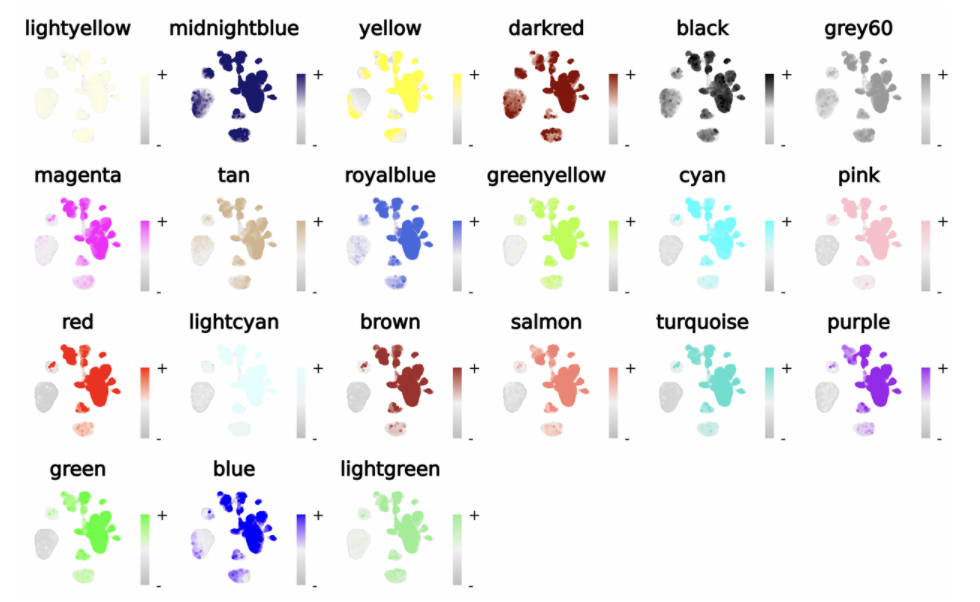 lightyellow midnightblue yellow darkred black grey60
+ + + + + +
- - - - - -
magenta tan royalblue greenyellow cyan pink
+ + + + + +
- - - - - -
red lightcyan brown salmon turquoise purple
+ + + + + +
- - - - - -
green blue lightgreen
+ + +
- - -